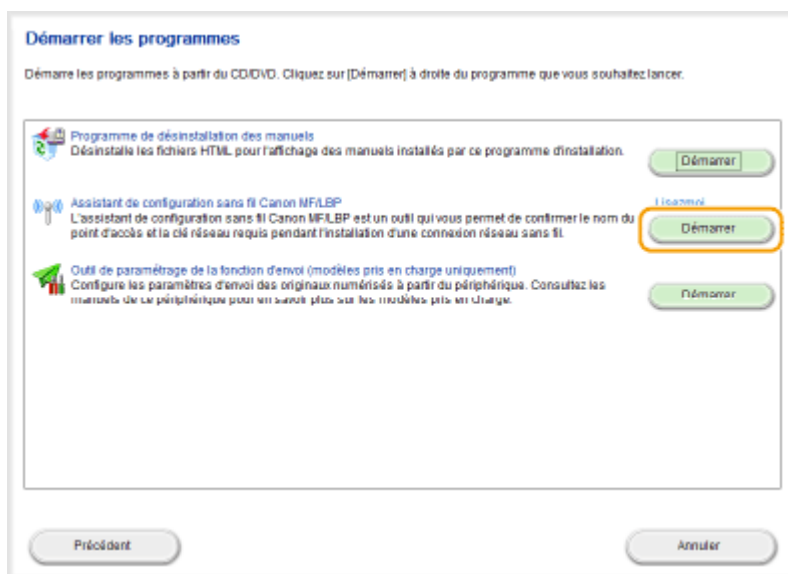 Démarrer les programmes
Démarre les programmes à partir du CD/DVD. Cliquez sur [Démarrer] à droite du programme que vous souhaitez lancer.
Programme de désinstallation des manuels
Désinstalle les fichiers HTML pour l'affichage des manuels installés par ce programme d'installation.
Démarrer
Assistant de configuration sans fil Canon MF/LBP
Lisezmoi
L'assistant de configuration sans fil Canon MF/LBP est un outil qui vous permet de confirmer le nom du
point d'accès et la clé réseau requis pendant l'installation d'une connexion réseau sans fil.
Démarrer
Outil de paramétrage de la fonction d'envoi (modèles pris en charge uniquement)
Configure les paramètres d'envoi des originaux numérisés à partir du périphérique. Consultez les
manuels de ce périphérique pour en savoir plus sur les modèles pris en charge.
Démarrer
Précédent
Annuler